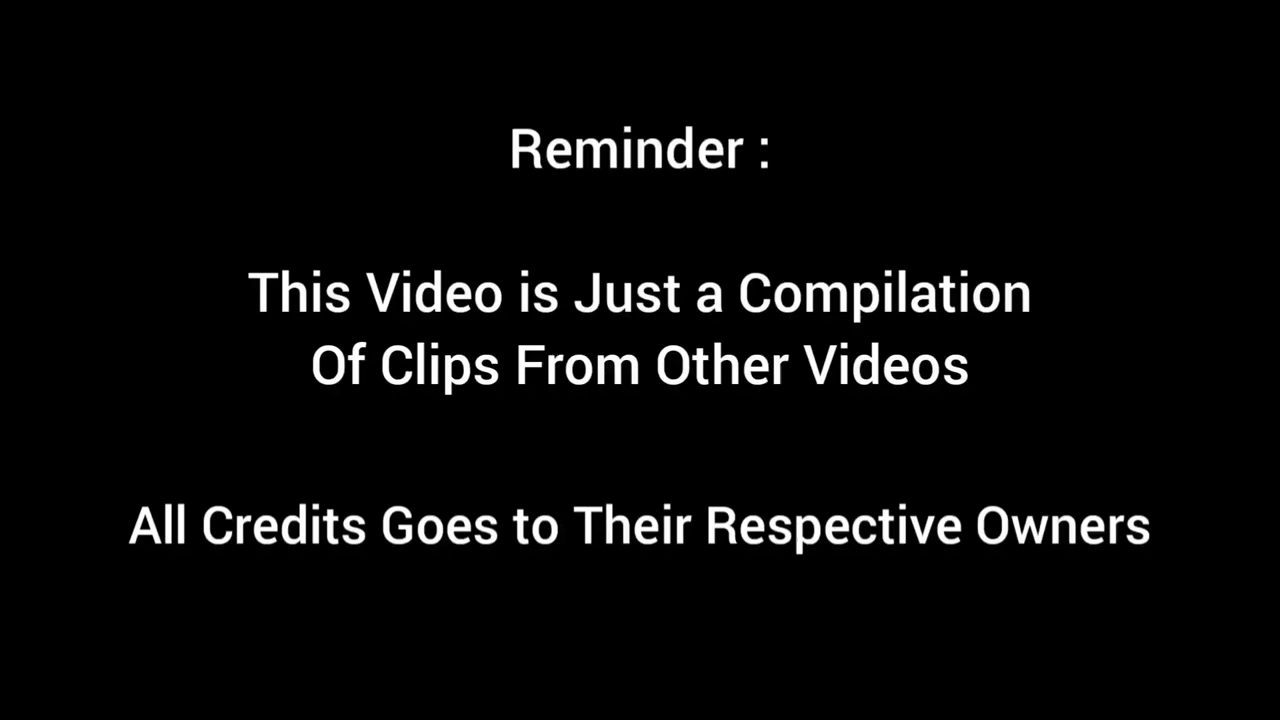 Reminder :
This Video is Just a Compilation
Of Clips From Other Videos
All Credits Goes to Their Respective Owners